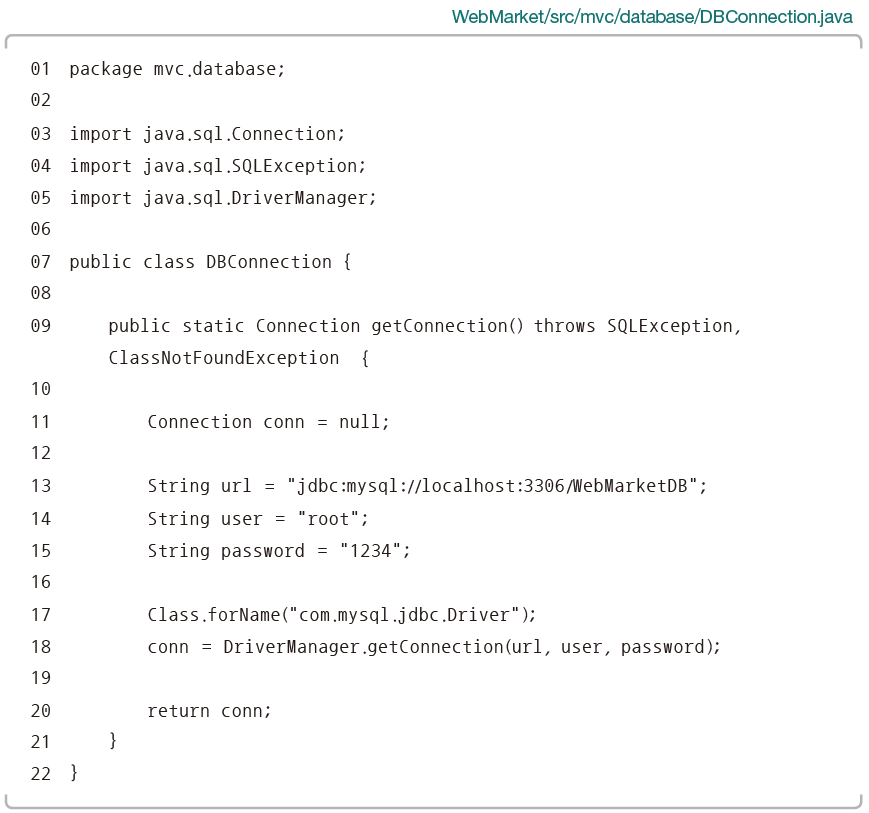 WebMarket/src/mvc/database/DBConnection.java
01 package mvc.database;
02
03 import java.sql.Connection;
04 import java.sql.SQLException;
05 import java.sql.DriverManager;
06
07 public class DBConnection {
08
09     public static Connection getConnection() throws SQLException,
       ClassNotFoundException  {
10
11         Connection conn = null;
12
13         String url = "jdbc:mysql://localhost:3306/WebMarketDB";
14         String user = "root";
15         String password = "1234";
16
17         Class.forName("com.mysql.jdbc.Driver");
18         conn = DriverManager.getConnection(url, user, password);
19
20         return conn;
21     }
22 }